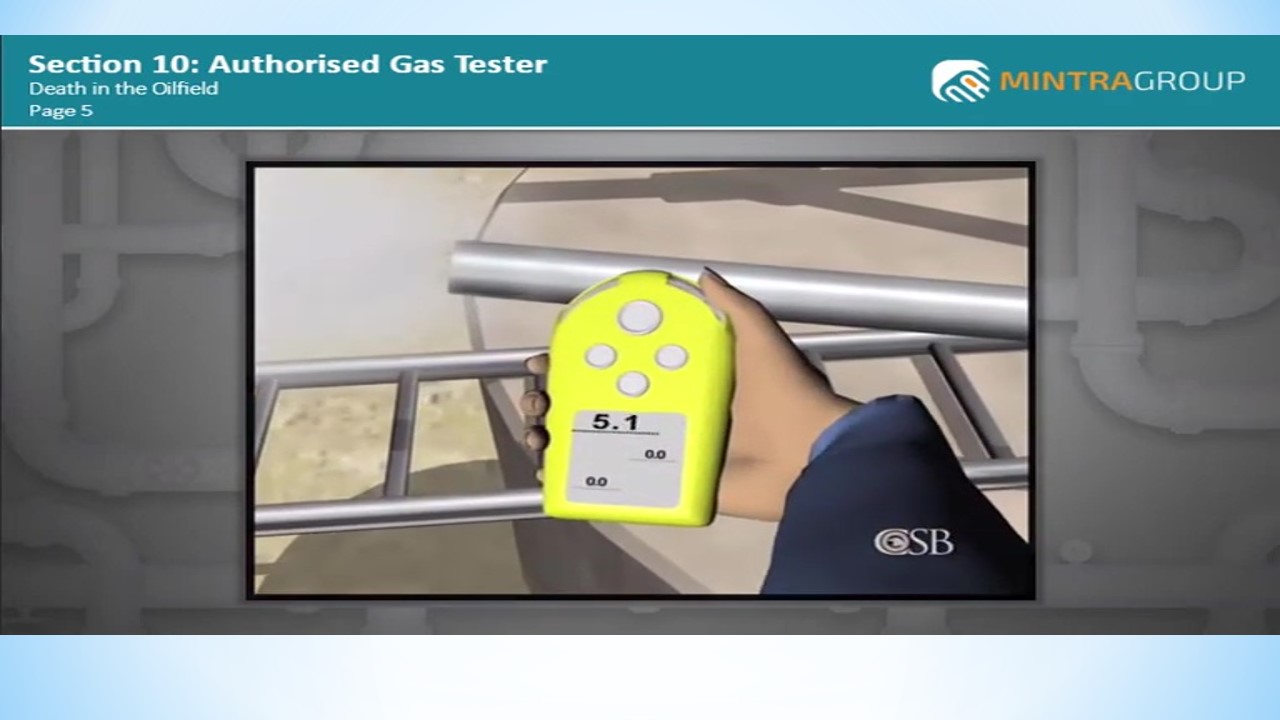 Section 10: Authorised Gas Tester
Death in the Oilfield
Page 5
MINTRAGROUP
5.1
0.0
0.0
CSB